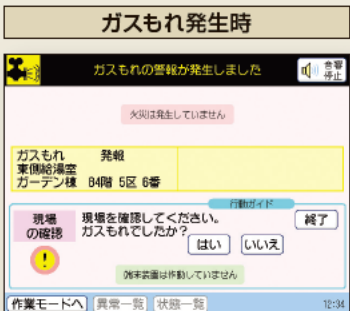 ガスもれ発生時
ガスもれの警報が発生しました
音響
停止
火災は発生していません
ガスもれ 発報
東側給湯室
ガーデン棟 B4階 5区 6番
行動ガイド
現場
の確認
現場を確認してください。
ガスもれでしたか?
終了
はい いいえ
端末装置は作動していません
作業モードへ 異常一覧 状態一覧 12:34